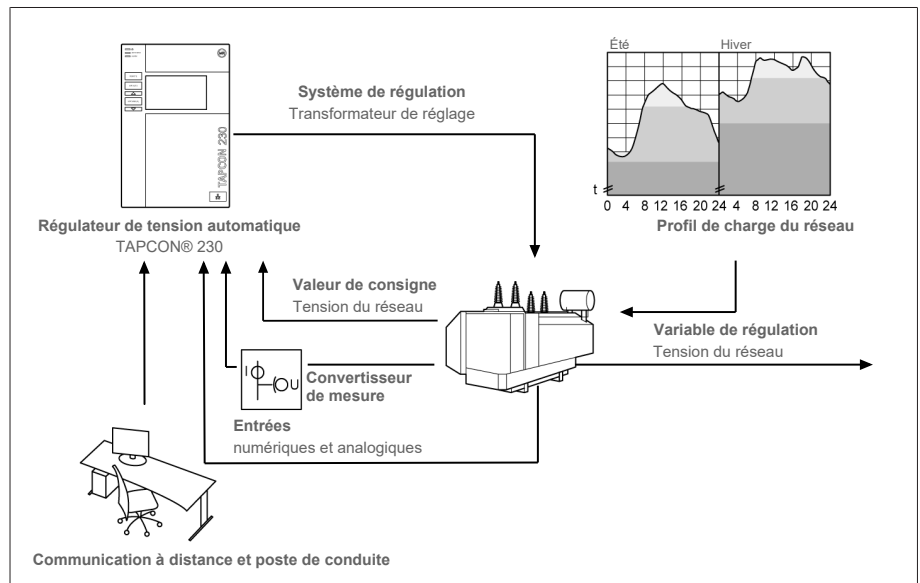 Été
Hiver
Système de régulation
Transformateur de réglage
TAPCON 230
t
0 4 8 12 16 20 24 4 8 12 16 20 24
Régulateur de tension automatique
TAPCON® 230
Profil de charge du réseau
Valeur de consigne
Tension du réseau
Variable de régulation
Tension du réseau
I
U
Convertisseur
de mesure
Entrées
numériques et analogiques
Communication à distance et poste de conduite